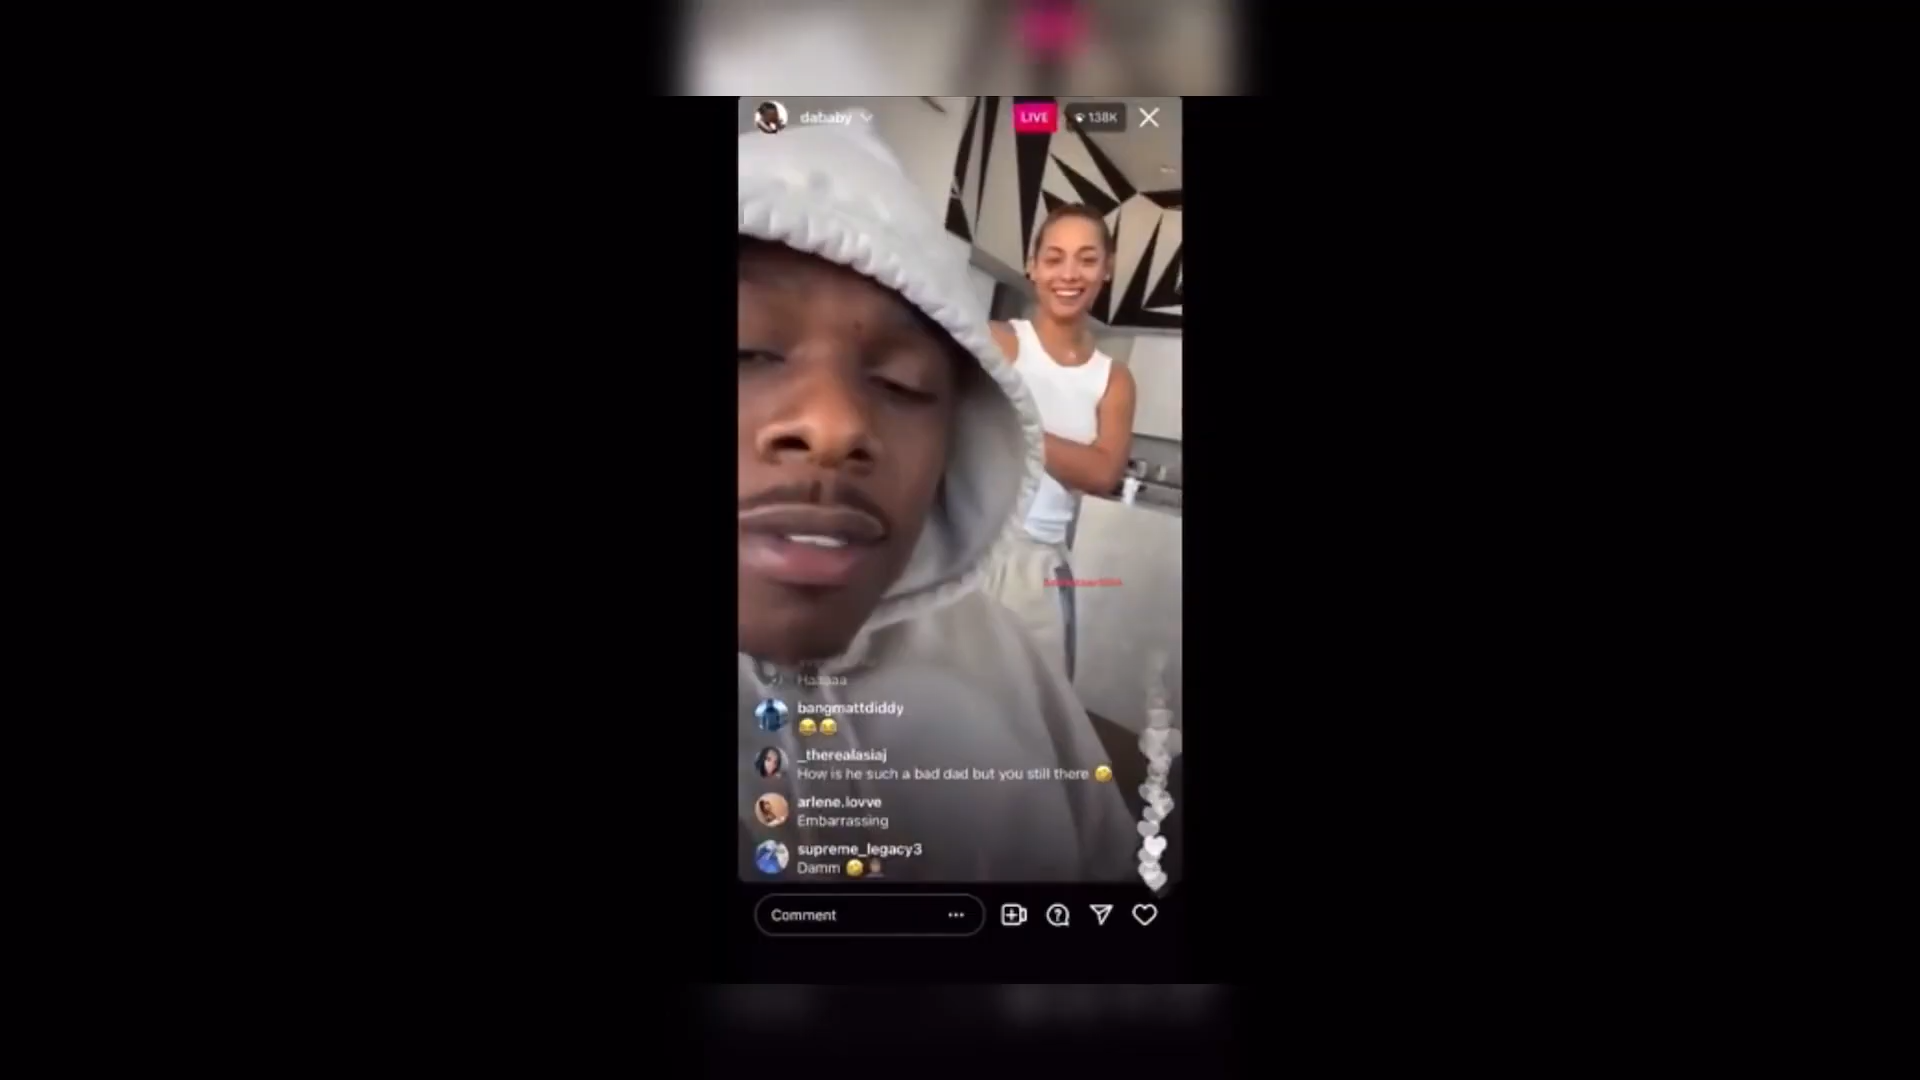 dababy
LIVE
138K
Haaaaa
bangmattdiddy
😂😂
_therealasiaj
How is he such a bad dad but you still there 🤣
arlene.lovve
Embarrassing
supreme_legacy3
Damm 🤣
Comment